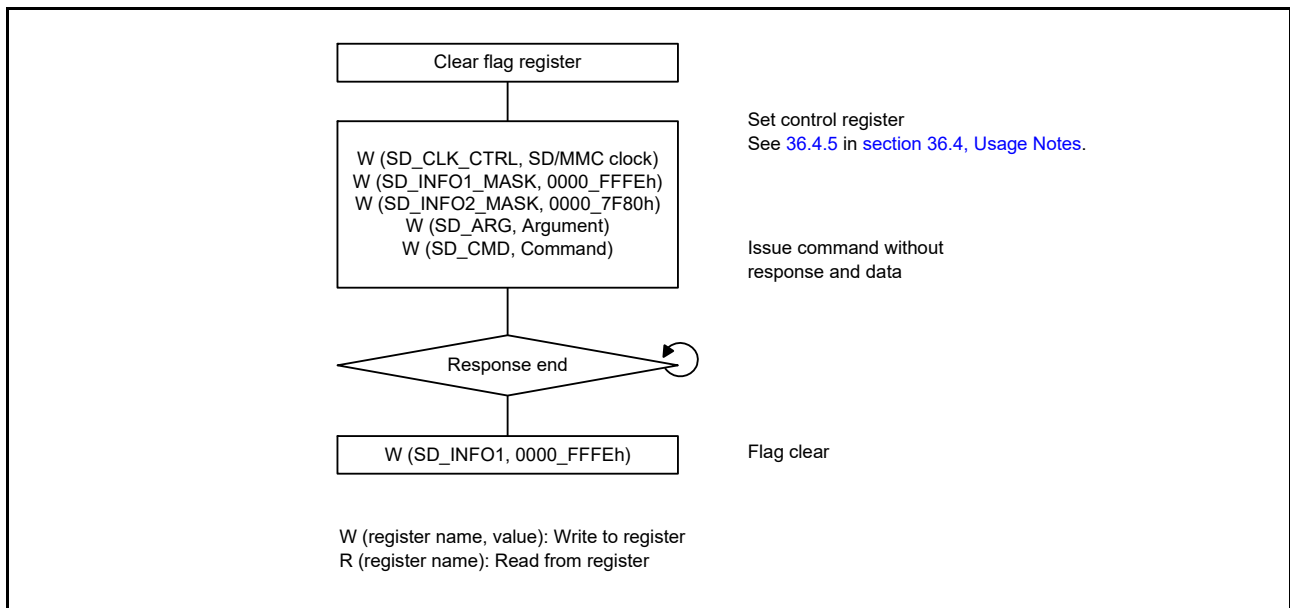 Clear flag register
Set control register
See 36.4.5 in section 36.4, Usage Notes.
W (SD_CLK_CTRL, SD/MMC clock)
W (SD_INFO1_MASK, 0000_FFFEh)
W (SD_INFO2_MASK, 0000_7F80h)
W (SD_ARG, Argument)
W (SD_CMD, Command)
Issue command without
response and data
Response end
W (SD_INFO1, 0000_FFFEh)
Flag clear
W (register name, value): Write to register
R (register name): Read from register